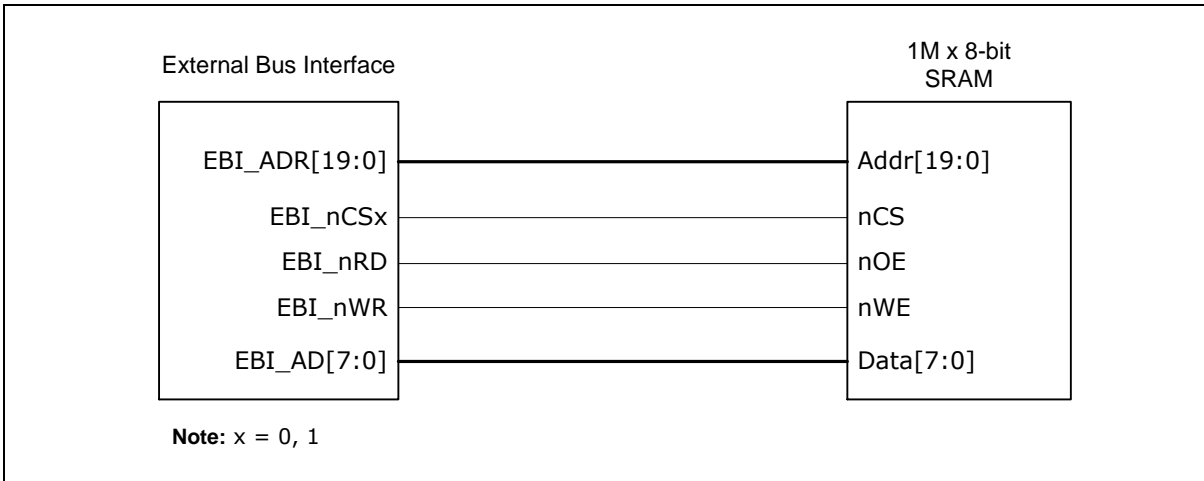 External Bus Interface
1M x 8-bit
SRAM
EBI_ADR[19:0]
Addr[19:0]
EBI_nCSx
nCS
EBI_nRD
nOE
EBI_nWR
nWE
EBI_AD[7:0]
Data[7:0]
Note: x = 0, 1